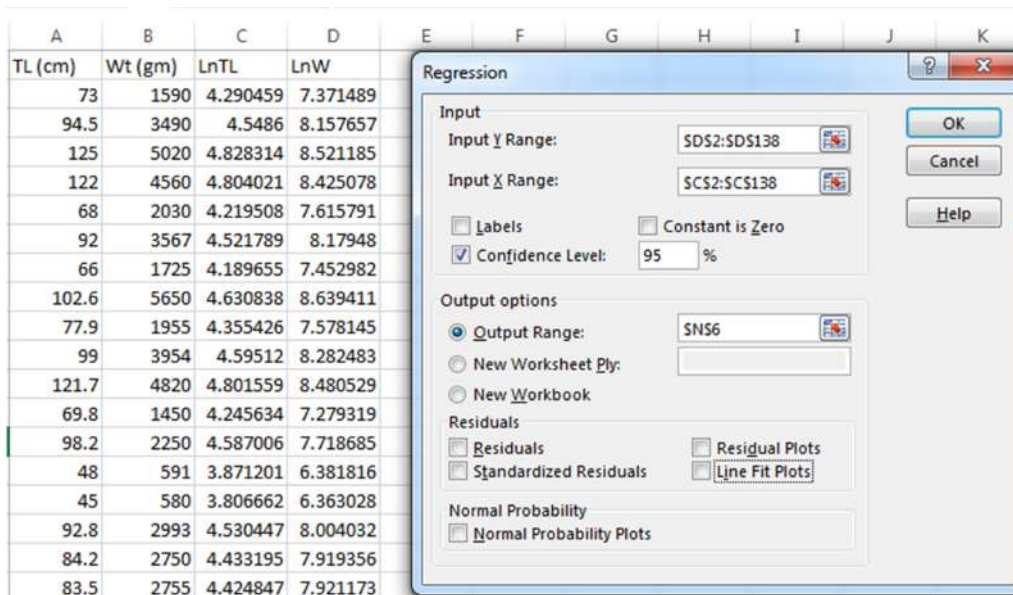 A B C D E F G H I J K
TL (cm) Wt (gm) LnTL LnW
73 1590 4.290459 7.371489
94.5 3490 4.5486 8.157657
125 5020 4.828314 8.521185
122 4560 4.804021 8.425078
68 2030 4.219508 7.615791
92 3567 4.521789 8.17948
66 1725 4.189655 7.452982
102.6 5650 4.630838 8.639411
77.9 1955 4.355426 7.578145
99 3954 4.59512 8.282483
121.7 4820 4.801559 8.480529
69.8 1450 4.245634 7.279319
98.2 2250 4.587006 7.718685
48 591 3.871201 6.381816
45 580 3.806662 6.363028
92.8 2993 4.530447 8.004032
84.2 2750 4.433195 7.919356
83.5 2755 4.424847 7.921173
Regression
Input
Input Y Range: $D$2:$D$138
Input X Range: $C$2:$C$138
Labels Constant is Zero
Confidence Level: 95 %
Output options
Output Range: $N$6
New Worksheet Ply:
New Workbook
Residuals
Residuals Residual Plots
Standardized Residuals Line Fit Plots
Normal Probability
Normal Probability Plots
OK
Cancel
Help